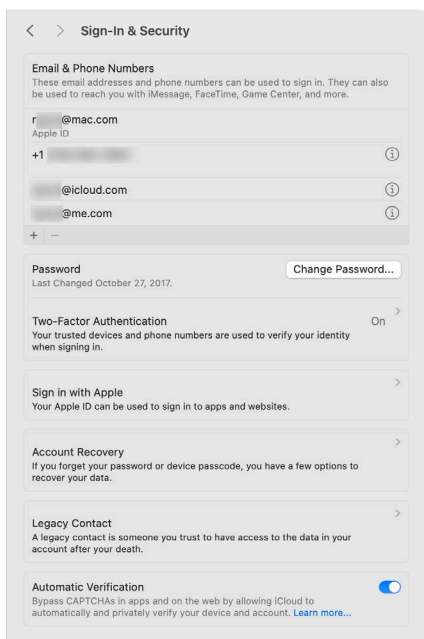 Sign-In & Security
Email & Phone Numbers
These email addresses and phone numbers can be used to sign in. They can also
be used to reach you with iMessage, FaceTime, Game Center, and more.
r @mac.com
Apple ID
+1
@icloud.com
@me.com
+ −
Password
Change Password...
Last Changed October 27, 2017.
Two-Factor Authentication
On
Your trusted devices and phone numbers are used to verify your identity
when signing in.
Sign in with Apple
Your Apple ID can be used to sign in to apps and websites.
Account Recovery
If you forget your password or device passcode, you have a few options to
recover your data.
Legacy Contact
A legacy contact is someone you trust to have access to the data in your
account after your death.
Automatic Verification
Bypass CAPTCHAs in apps and on the web by allowing iCloud to
automatically and privately verify your device and account. Learn more...